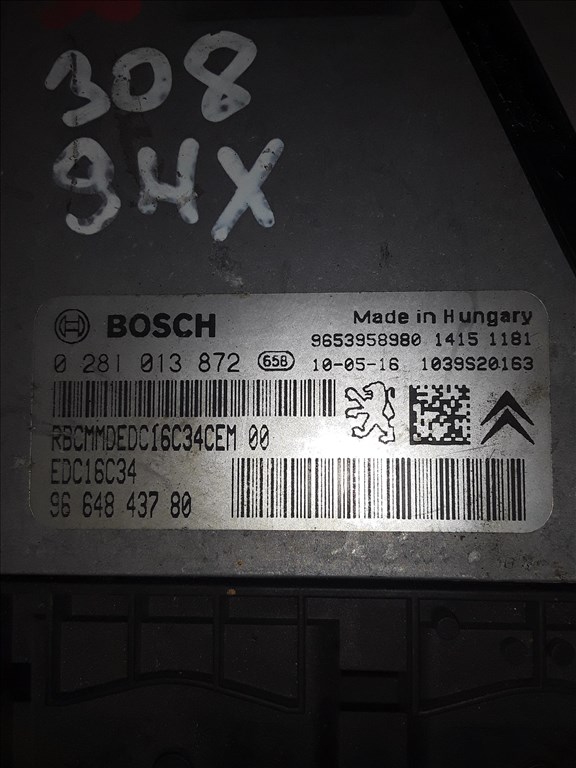 308
9HX
BOSCH
Made in Hungary
9653958980 1415 1181
0 281 013 872 658 10-05-16 1039S20163
RBCMMDEDC16C34CEM 00
EDC16C34
96 648 437 80